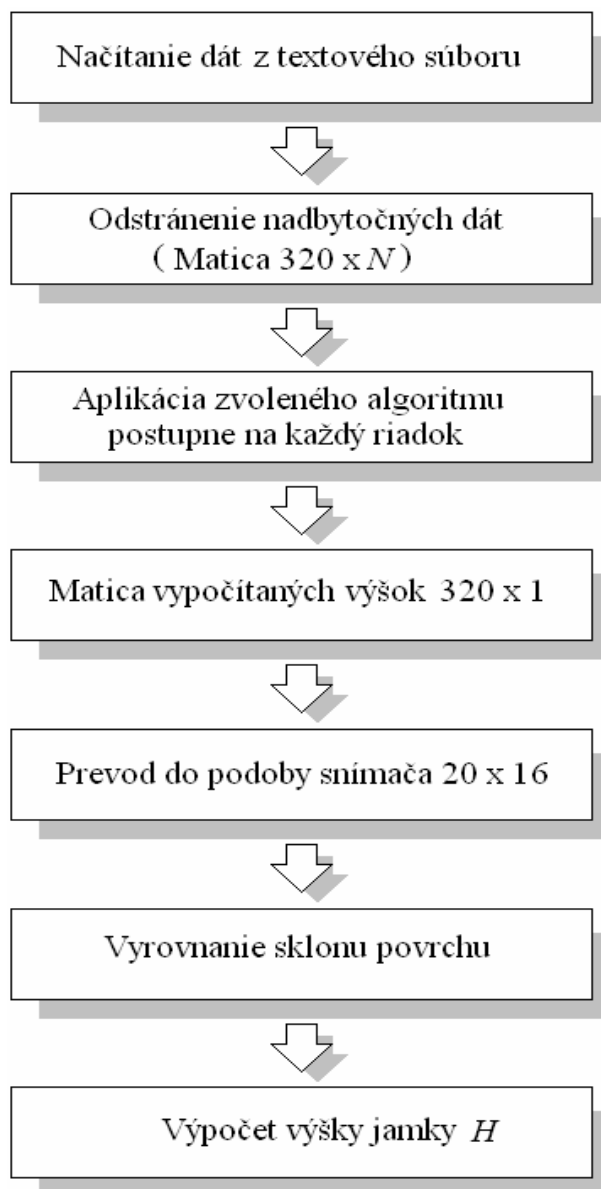 Načítanie dát z textového súboru
Odstránenie nadbytočných dát
( Matica 320 x N )
Aplikácia zvoleného algoritmu
postupne na každý riadok
Matica vypočítaných výšok 320 x 1
Prevod do podoby snímača 20 x 16
Vyrovnanie sklonu povrchu
Výpočet výšky jamky H